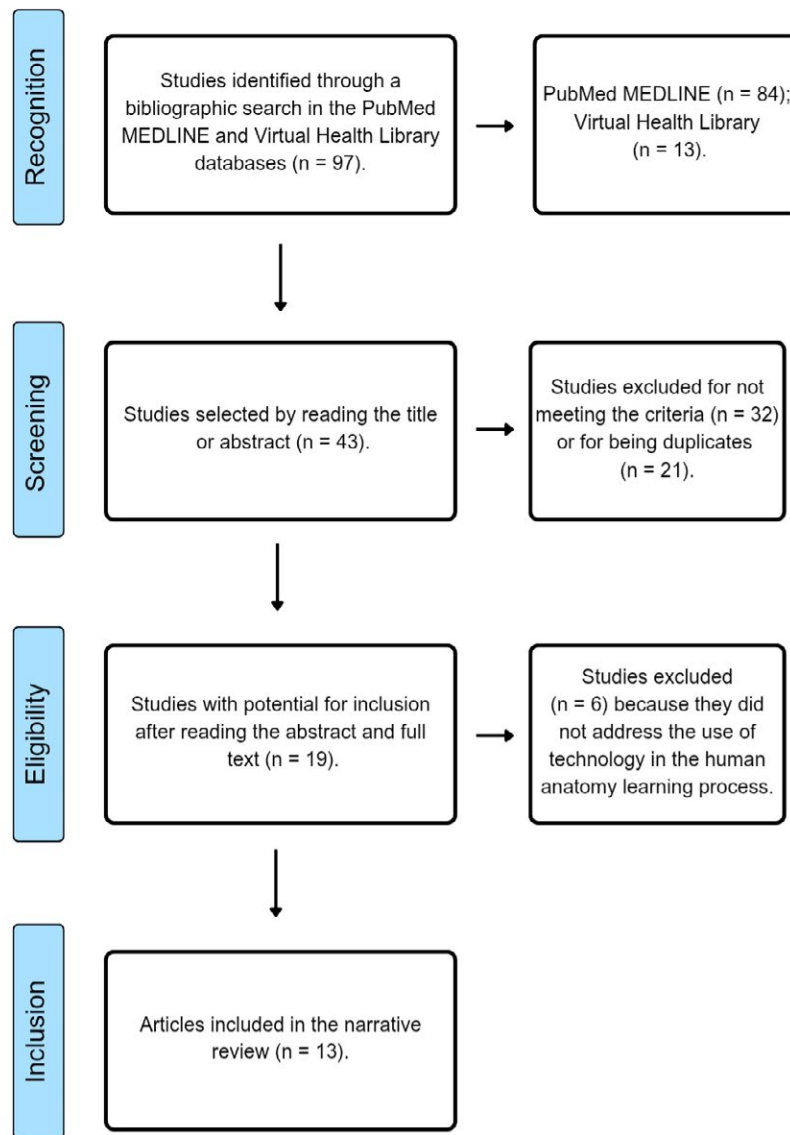 Recognition
Studies identified through a
bibliographic search in the PubMed
MEDLINE and Virtual Health Library
databases (n = 97).
PubMed MEDLINE (n = 84);
Virtual Health Library
(n = 13).
Screening
Studies selected by reading the title
or abstract (n = 43).
Studies excluded for not
meeting the criteria (n = 32)
or for being duplicates
(n = 21).
Eligibility
Studies with potential for inclusion
after reading the abstract and full
text (n = 19).
Studies excluded
(n = 6) because they did
not address the use of
technology in the human
anatomy learning process.
Inclusion
Articles included in the narrative
review (n = 13).